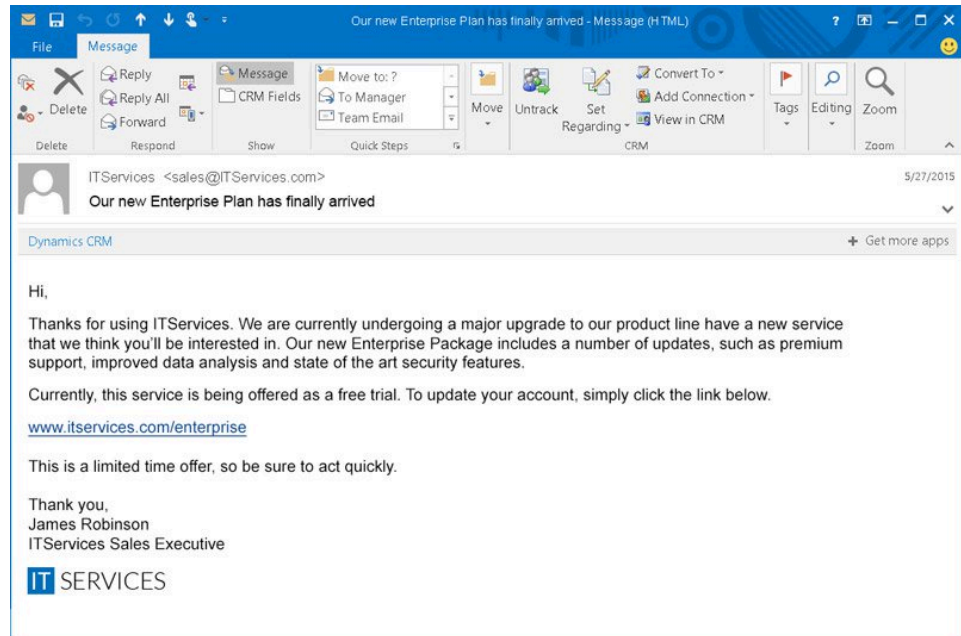 Our new Enterprise Plan has finally arrived - Message (HTML)
File Message
Reply Message Move to: ? Convert To
Delete Reply All CRM Fields To Manager Move Untrack Set Regarding Add Connection Tags Editing Zoom
Forward Team Email View in CRM
Delete Respond Show Quick Steps CRM Zoom
ITServices <sales@ITServices.com> 5/27/2015
Our new Enterprise Plan has finally arrived
Dynamics CRM + Get more apps
Hi,
Thanks for using ITServices. We are currently undergoing a major upgrade to our product line have a new service
that we think you'll be interested in. Our new Enterprise Package includes a number of updates, such as premium
support, improved data analysis and state of the art security features.
Currently, this service is being offered as a free trial. To update your account, simply click the link below.
www.itservices.com/enterprise
This is a limited time offer, so be sure to act quickly.
Thank you,
James Robinson
ITServices Sales Executive
IT SERVICES